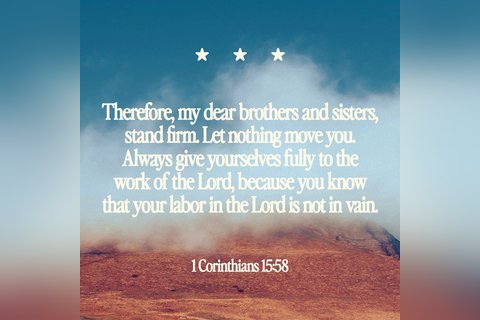 Therefore, my dear brothers and sisters,
stand firm. Let nothing move you.
Always give yourselves fully to the
work of the Lord, because you know
that your labor in the Lord is not in vain.
1 Corinthians 15:58